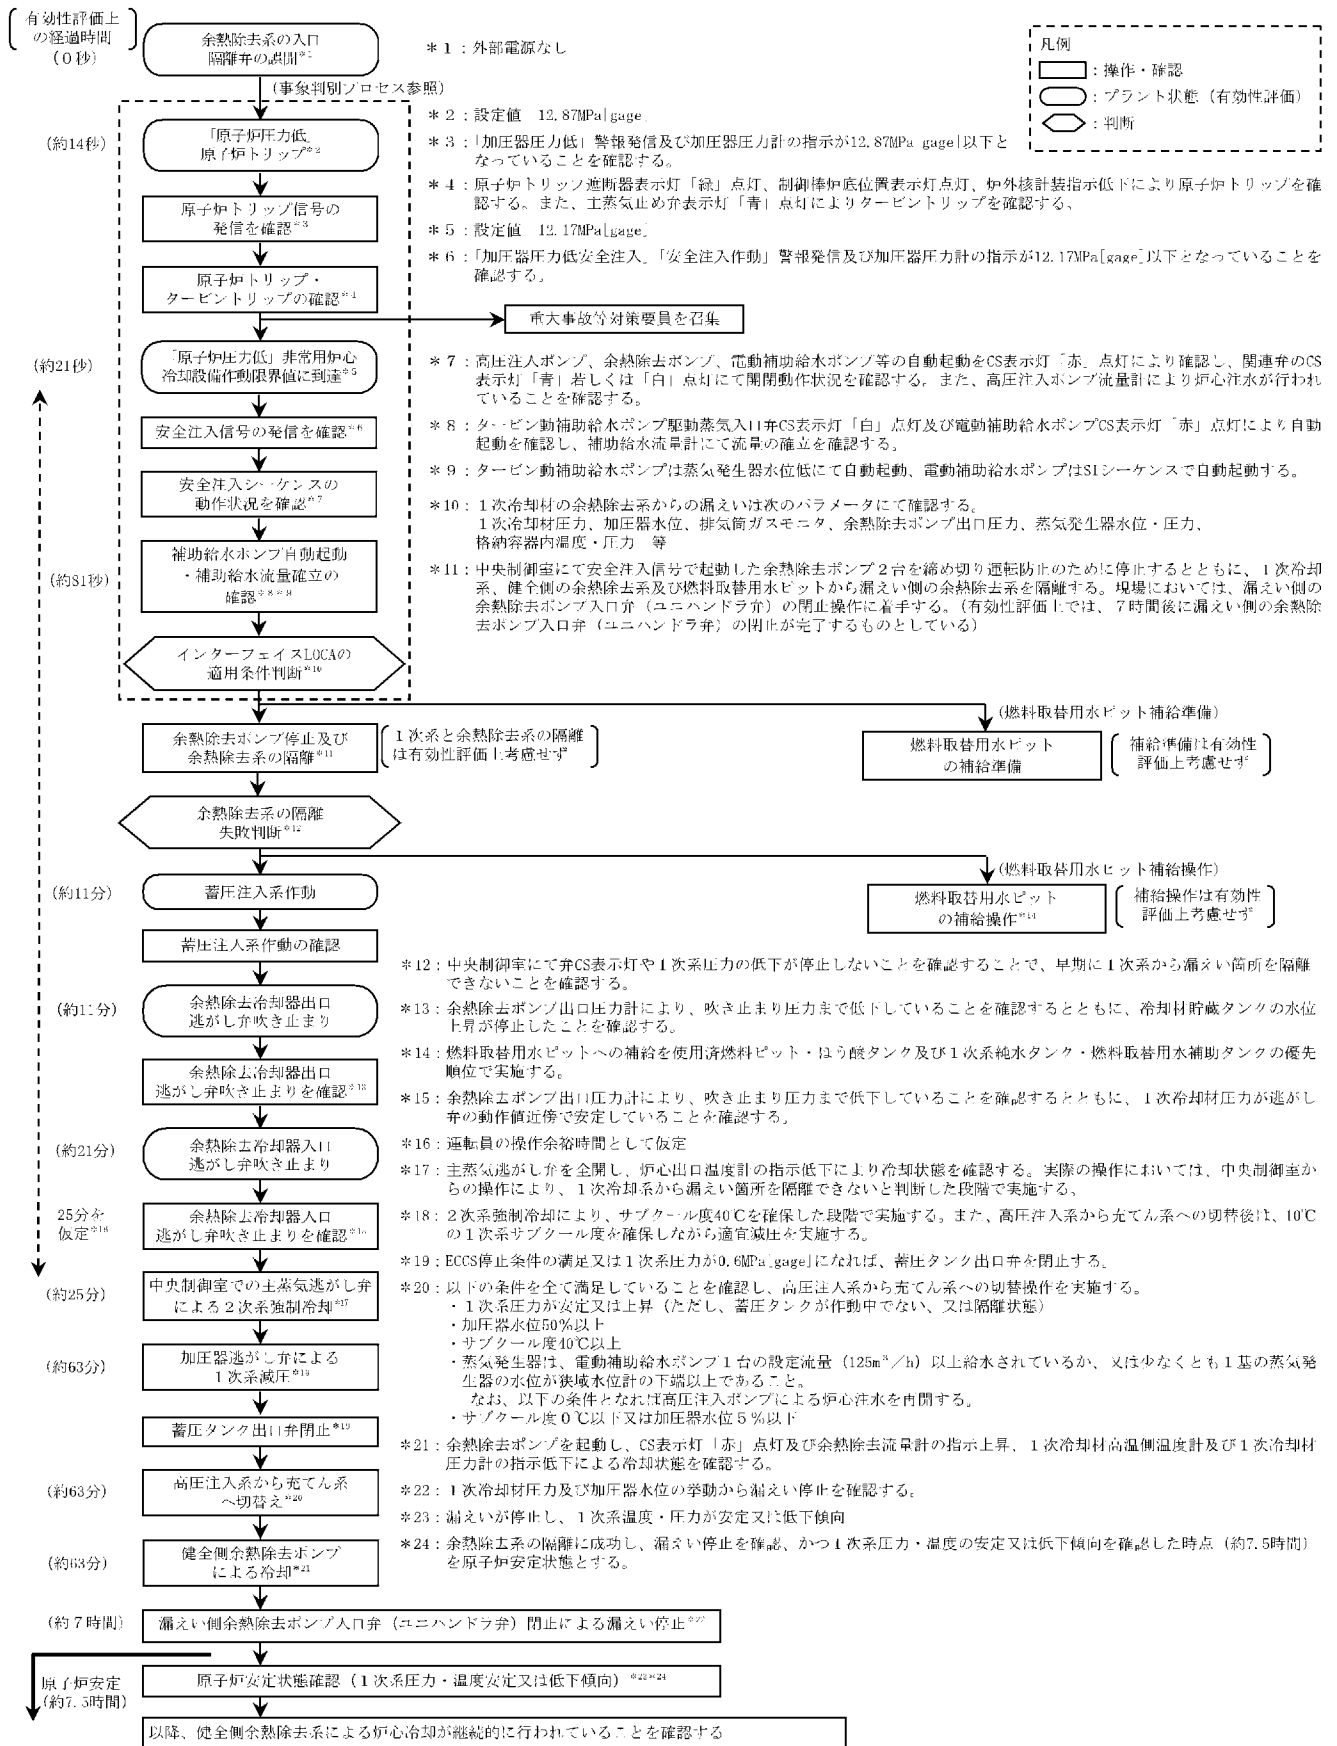 有効性評価上
の経過時間
(0秒)
余熱除去系の入口
隔離弁の誤開*1
*1:外部電源なし
(事象判別プロセス参照)
凡例
:操作・確認
:プラント状態(有効性評価)
:判断
(約14秒)
「原子炉圧力低」
原子炉トリップ*2
*2:設定値 12.87MPa[gage]
*3:「加圧器圧力低」警報発信及び加圧器圧力計の指示が12.87MPa[gage]以下と
なっていることを確認する。
原子炉トリップ信号の
発信を確認*3
*4:原子炉トリップ遮断器表示灯「緑」点灯、制御棒炉底位置表示灯点灯、炉外核計装指示低下により原子炉トリップを確
認する。また、主蒸気止め弁表示灯「青」点灯によりタービントリップを確認する。
*5:設定値 12.17MPa[gage]
*6:「加圧器圧力低安全注入」「安全注入作動」警報発信及び加圧器圧力計の指示が12.17MPa[gage]以下となっていることを
確認する。
原子炉トリップ・
タービントリップの確認*4
重大事故等対策要員を召集
(約21秒)
「原子炉圧力低」非常用炉心
冷却設備作動限界値に到達*5
*7:高圧注入ポンプ、余熱除去ポンプ、電動補助給水ポンプ等の自動起動をCS表示灯「赤」点灯により確認し、関連弁のCS
表示灯「青」若しくは「白」点灯にて開閉動作状況を確認する。また、高圧注入ポンプ流量計により炉心注水が行われ
ていることを確認する。
安全注入信号の発信を確認*6
*8:タービン動補助給水ポンプ駆動蒸気入口弁CS表示灯「白」点灯及び電動補助給水ポンプCS表示灯「赤」点灯により自動
起動を確認し、補助給水流量計にて流量の確立を確認する。
*9:タービン動補助給水ポンプは蒸気発生器水位低にて自動起動、電動補助給水ポンプはSIシーケンスで自動起動する。
安全注入シーケンスの
動作状況を確認*7
*10:1次冷却材の余熱除去系からの漏えいは次のパラメータにて確認する。
1次冷却材圧力、加圧器水位、排気筒ガスモニタ、余熱除去ポンプ出口圧力、蒸気発生器水位・圧力、
格納容器内温度・圧力 等
(約81秒)
補助給水ポンプ自動起動
・補助給水流量確立の
確認*8*9
*11:中央制御室にて安全注入信号で起動した余熱除去ポンプ2台を締め切り運転防止のために停止するとともに、1次冷却
系、健全側の余熱除去系及び燃料取替用水ピットから漏えい側の余熱除去系を隔離する。現場においては、漏えい側の
余熱除去ポンプ入口弁(ユニハンドラ弁)の閉止操作に着手する。(有効性評価上では、7時間後に漏えい側の余熱除
去ポンプ入口弁(ユニハンドラ弁)の閉止が完了するものとしている)
インターフェイスLOCAの
適用条件判断*10
(燃料取替用水ピット補給準備)
余熱除去ポンプ停止及び
余熱除去系の隔離*11
1次系と余熱除去系の隔離
は有効性評価上考慮せず
燃料取替用水ピット
の補給準備
補給準備は有効性
評価上考慮せず
余熱除去系の隔離
失敗判断*12
(燃料取替用水ピット補給操作)
(約11分)
蓄圧注入系作動
燃料取替用水ピット
の補給操作*14
補給操作は有効性
評価上考慮せず
蓄圧注入系作動の確認
*12:中央制御室にて弁CS表示灯や1次系圧力の低下が停止しないことを確認することで、早期に1次系から漏えい箇所を隔離
できないことを確認する。
(約11分)
余熱除去冷却器出口
逃がし弁吹き止まり
*13:余熱除去ポンプ出口圧力計により、吹き止まり圧力まで低下していることを確認するとともに、冷却材貯蔵タンクの水位
上昇が停止したことを確認する。
*14:燃料取替用水ピットへの補給を使用済燃料ピット・ほう酸タンク及び1次系純水タンク・燃料取替用水補助タンクの優先
順位で実施する。
余熱除去冷却器出口
逃がし弁吹き止まりを確認*13
*15:余熱除去ポンプ出口圧力計により、吹き止まり圧力まで低下していることを確認するとともに、1次冷却材圧力が逃がし
弁の動作値近傍で安定していることを確認する。
(約21分)
余熱除去冷却器入口
逃がし弁吹き止まり
*16:運転員の操作余裕時間として仮定
*17:主蒸気逃がし弁を全開し、炉心出口温度計の指示低下により冷却状態を確認する。実際の操作においては、中央制御室か
らの操作により、1次冷却系から漏えい箇所を隔離できないと判断した段階で実施する。
25分を
仮定*16
余熱除去冷却器入口
逃がし弁吹き止まりを確認*15
*18:2次系強制冷却により、サブクール度40℃を確保した段階で実施する。また、高圧注入系から充てん系への切替後は、10℃
の1次系サブクール度を確保しながら適宜減圧を実施する。
*19:ECCS停止条件の満足又は1次系圧力が0.6MPa[gage]になれば、蓄圧タンク出口弁を閉止する。
(約25分)
中央制御室での主蒸気逃がし弁
による2次系強制冷却*17
*20:以下の条件を全て満足していることを確認し、高圧注入系から充てん系への切替操作を実施する。
・1次系圧力が安定又は上昇(ただし、蓄圧タンクが作動中でない、又は隔離状態)
・加圧器水位50%以上
・サブクール度40℃以上
・蒸気発生器は、電動補助給水ポンプ1台の設定流量(125m³/h)以上給水されているか、又は少なくとも1基の蒸気発
生器の水位が狭域水位計の下端以上であること。
なお、以下の条件となれば高圧注入ポンプによる炉心注水を再開する。
・サブクール度0℃以下又は加圧器水位5%以下
(約63分)
加圧器逃がし弁による
1次系減圧*18
蓄圧タンク出口弁閉止*19
*21:余熱除去ポンプを起動し、CS表示灯「赤」点灯及び余熱除去流量計の指示上昇、1次冷却材高温側温度計及び1次冷却材
圧力計の指示低下による冷却状態を確認する。
(約63分)
高圧注入系から充てん系
へ切替え*20
*22:1次冷却材圧力及び加圧器水位の挙動から漏えい停止を確認する。
*23:漏えいが停止し、1次系温度・圧力が安定又は低下傾向
*24:余熱除去系の隔離に成功し、漏えい停止を確認、かつ1次系圧力・温度の安定又は低下傾向を確認した時点(約7.5時間)
を原子炉安定状態とする。
(約63分)
健全側余熱除去ポンプ
による冷却*21
(約7時間)
漏えい側余熱除去ポンプ入口弁(ユニハンドラ弁)閉止による漏えい停止*22
原子炉安定
(約7.5時間)
原子炉安定状態確認(1次系圧力・温度安定又は低下傾向)*23*24
以降、健全側余熱除去系による炉心冷却が継続的に行われていることを確認する